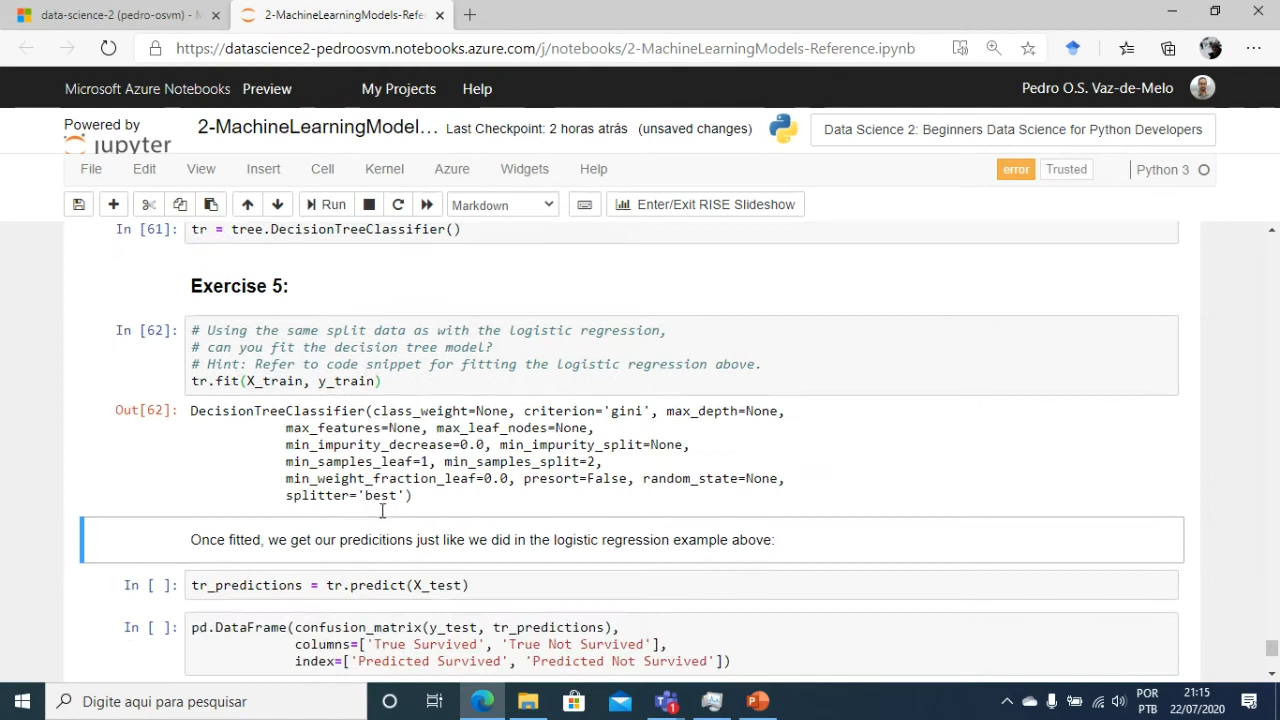 data-science-2 (pedro-osvm) - M
2-MachineLearningModels-Refere
https://datascience2-pedroosvm.notebooks.azure.com/j/notebooks/2-MachineLearningModels-Reference.ipynb
Microsoft Azure Notebooks Preview My Projects Help Pedro O.S. Vaz-de-Melo
Powered by
jupyter
2-MachineLearningModel... Last Checkpoint: 2 horas atrás (unsaved changes) Data Science 2: Beginners Data Science for Python Developers
File Edit View Insert Cell Kernel Azure Widgets Help error Trusted Python 3
Run Markdown Enter/Exit RISE Slideshow
In [61]: tr = tree.DecisionTreeClassifier()
Exercise 5:
In [62]: # Using the same split data as with the logistic regression,
# can you fit the decision tree model?
# Hint: Refer to code snippet for fitting the logistic regression above.
tr.fit(X_train, y_train)
Out[62]: DecisionTreeClassifier(class_weight=None, criterion='gini', max_depth=None,
max_features=None, max_leaf_nodes=None,
min_impurity_decrease=0.0, min_impurity_split=None,
min_samples_leaf=1, min_samples_split=2,
min_weight_fraction_leaf=0.0, presort=False, random_state=None,
splitter='best')
Once fitted, we get our predicitions just like we did in the logistic regression example above:
In [ ]: tr_predictions = tr.predict(X_test)
In [ ]: pd.DataFrame(confusion_matrix(y_test, tr_predictions),
columns=['True Survived', 'True Not Survived'],
index=['Predicted Survived', 'Predicted Not Survived'])
Digite aqui para pesquisar
POR
PTB
21:15
22/07/2020